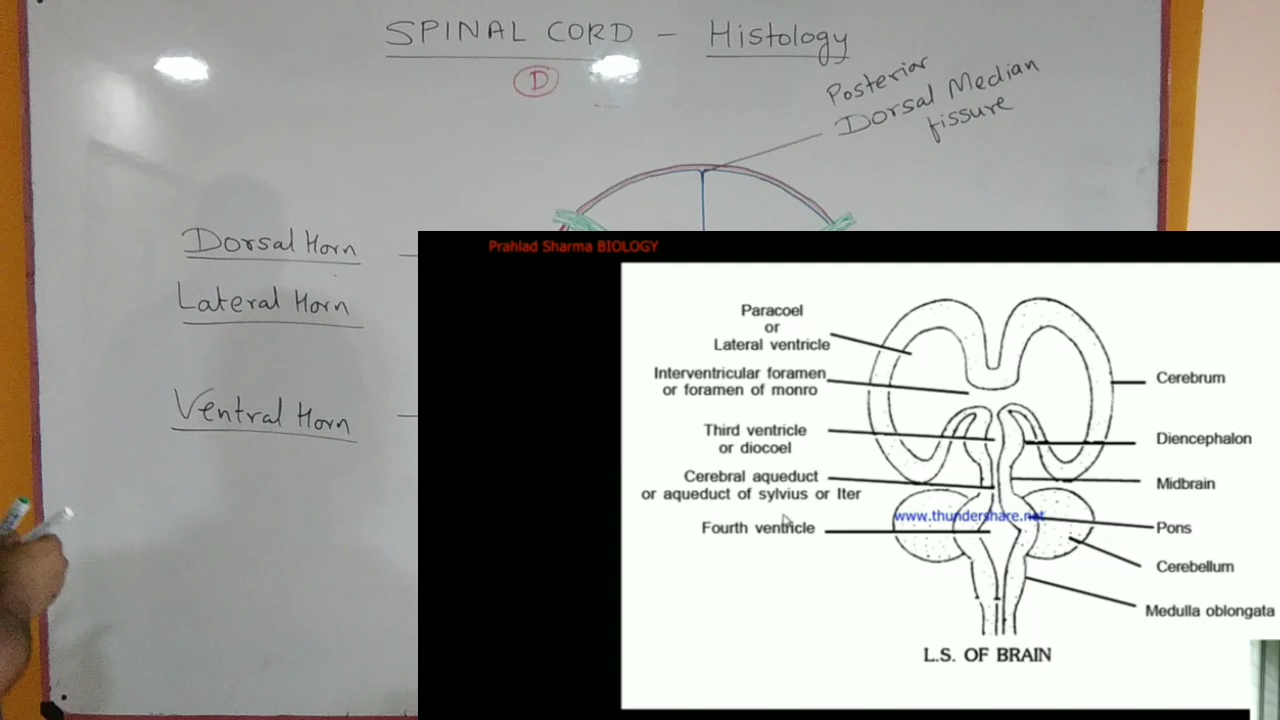 SPINAL CORD - Histology
D
Posterior
Dorsal Median
fissure
Dorsal Horn
Lateral Horn
Ventral Horn
Prahlad Sharma BIOLOGY
Paracoel
or
Lateral ventricle
Interventricular foramen
or foramen of monro
Third ventricle
or diocoel
Cerebral aqueduct
or aqueduct of sylvius or Iter
Fourth ventricle
Cerebrum
Diencephalon
Midbrain
www.thundershare.net
Pons
Cerebellum
Medulla oblongata
L.S. OF BRAIN